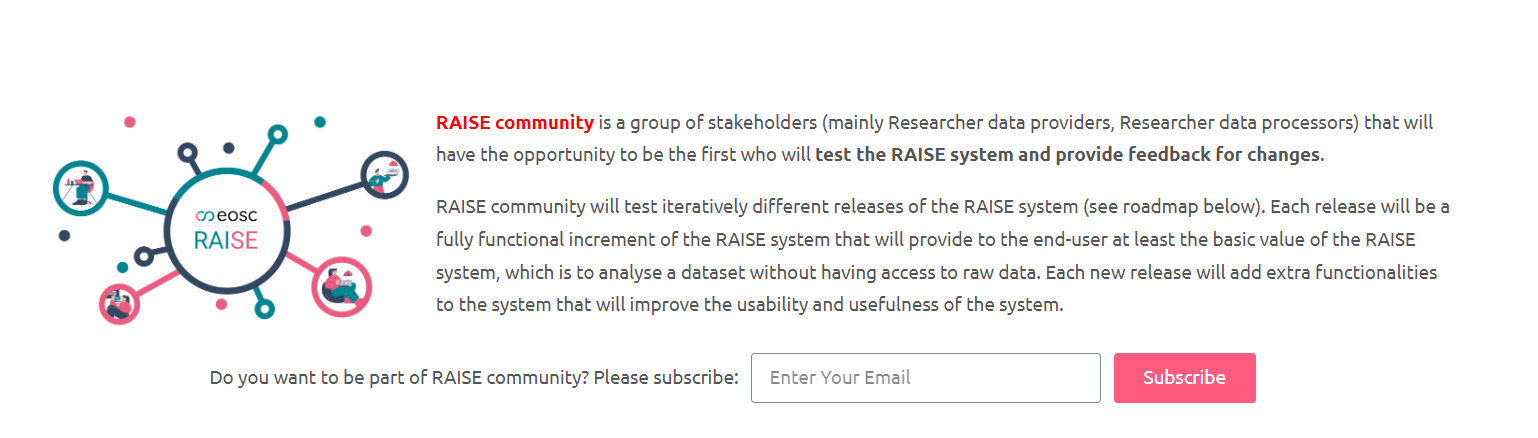 eosc
RAISE
RAISE community is a group of stakeholders (mainly Researcher data providers, Researcher data processors) that will
have the opportunity to be the first who will test the RAISE system and provide feedback for changes.
RAISE community will test iteratively different releases of the RAISE system (see roadmap below). Each release will be a
fully functional increment of the RAISE system that will provide to the end-user at least the basic value of the RAISE
system, which is to analyse a dataset without having access to raw data. Each new release will add extra functionalities
to the system that will improve the usability and usefulness of the system.
Do you want to be part of RAISE community? Please subscribe: Enter Your Email Subscribe